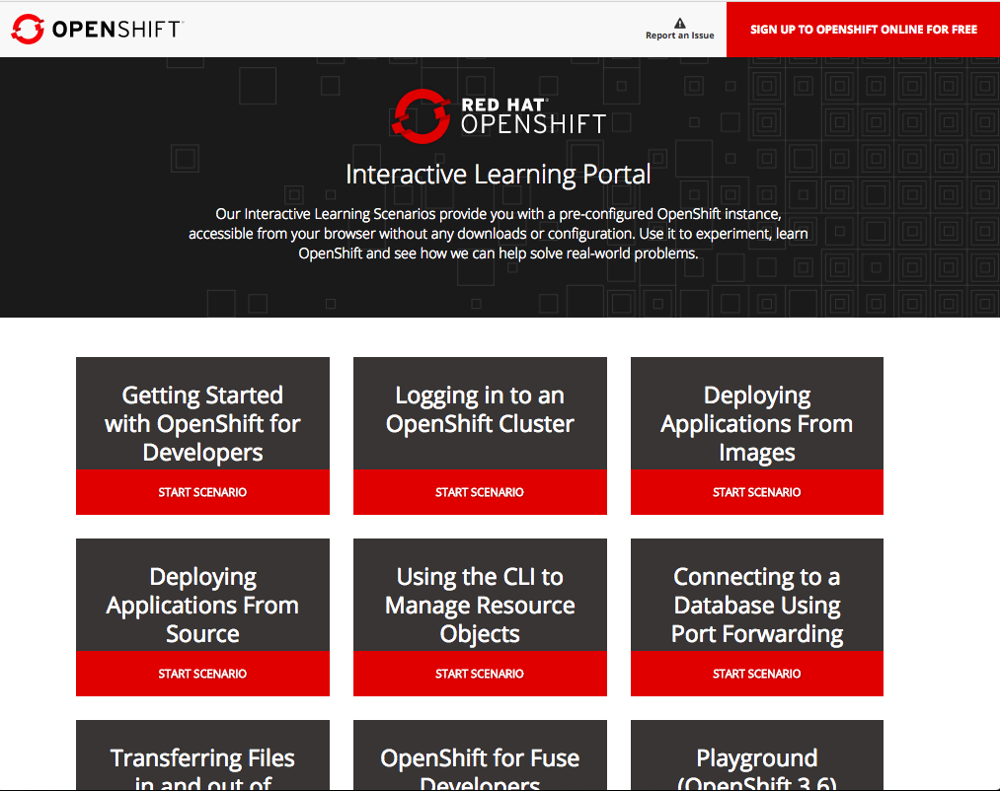 OPENSHIFT
Report an Issue
SIGN UP TO OPENSHIFT ONLINE FOR FREE
RED HAT®
OPENSHIFT
Interactive Learning Portal
Our Interactive Learning Scenarios provide you with a pre-configured OpenShift instance,
accessible from your browser without any downloads or configuration. Use it to experiment, learn
OpenShift and see how we can help solve real-world problems.
Getting Started
with OpenShift for
Developers
START SCENARIO
Logging in to an
OpenShift Cluster
START SCENARIO
Deploying
Applications From
Images
START SCENARIO
Deploying
Applications From
Source
START SCENARIO
Using the CLI to
Manage Resource
Objects
START SCENARIO
Connecting to a
Database Using
Port Forwarding
START SCENARIO
Transferring Files
in and out of
OpenShift for Fuse
Developers
Playground
(OpenShift 3.6)